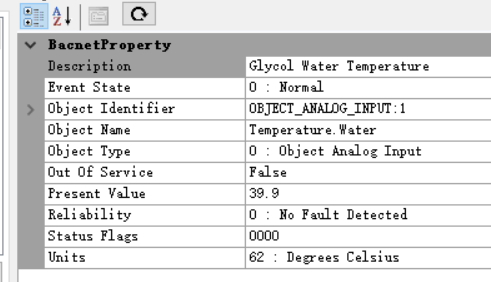 BacnetProperty
Description Glycol Water Temperature
Event State 0 : Normal
Object Identifier OBJECT_ANALOG_INPUT:1
Object Name Temperature.Water
Object Type 0 : Object Analog Input
Out Of Service False
Present Value 39.9
Reliability 0 : No Fault Detected
Status Flags 0000
Units 62 : Degrees Celsius